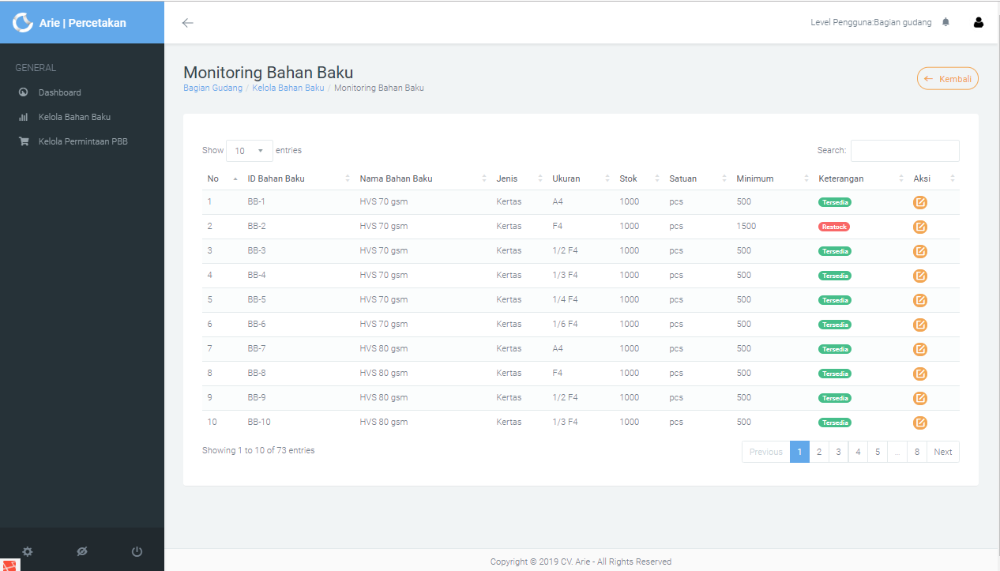 Arie | Percetakan
Level Pengguna:Bagian gudang
GENERAL
Dashboard
Kelola Bahan Baku
Kelola Permintaan PBB
Monitoring Bahan Baku
Bagian Gudang / Kelola Bahan Baku / Monitoring Bahan Baku
Kembali
Show 10 entries
Search:
No ID Bahan Baku Nama Bahan Baku Jenis Ukuran Stok Satuan Minimum Keterangan Aksi
1 BB-1 HVS 70 gsm Kertas A4 1000 pcs 500 Tersedia
2 BB-2 HVS 70 gsm Kertas F4 1000 pcs 1500 Restock
3 BB-3 HVS 70 gsm Kertas 1/2 F4 1000 pcs 500 Tersedia
4 BB-4 HVS 70 gsm Kertas 1/3 F4 1000 pcs 500 Tersedia
5 BB-5 HVS 70 gsm Kertas 1/4 F4 1000 pcs 500 Tersedia
6 BB-6 HVS 70 gsm Kertas 1/6 F4 1000 pcs 500 Tersedia
7 BB-7 HVS 80 gsm Kertas A4 1000 pcs 500 Tersedia
8 BB-8 HVS 80 gsm Kertas F4 1000 pcs 500 Tersedia
9 BB-9 HVS 80 gsm Kertas 1/2 F4 1000 pcs 500 Tersedia
10 BB-10 HVS 80 gsm Kertas 1/3 F4 1000 pcs 500 Tersedia
Showing 1 to 10 of 73 entries
Previous 1 2 3 4 5 ... 8 Next
Copyright © 2019 CV. Arie - All Rights Reserved